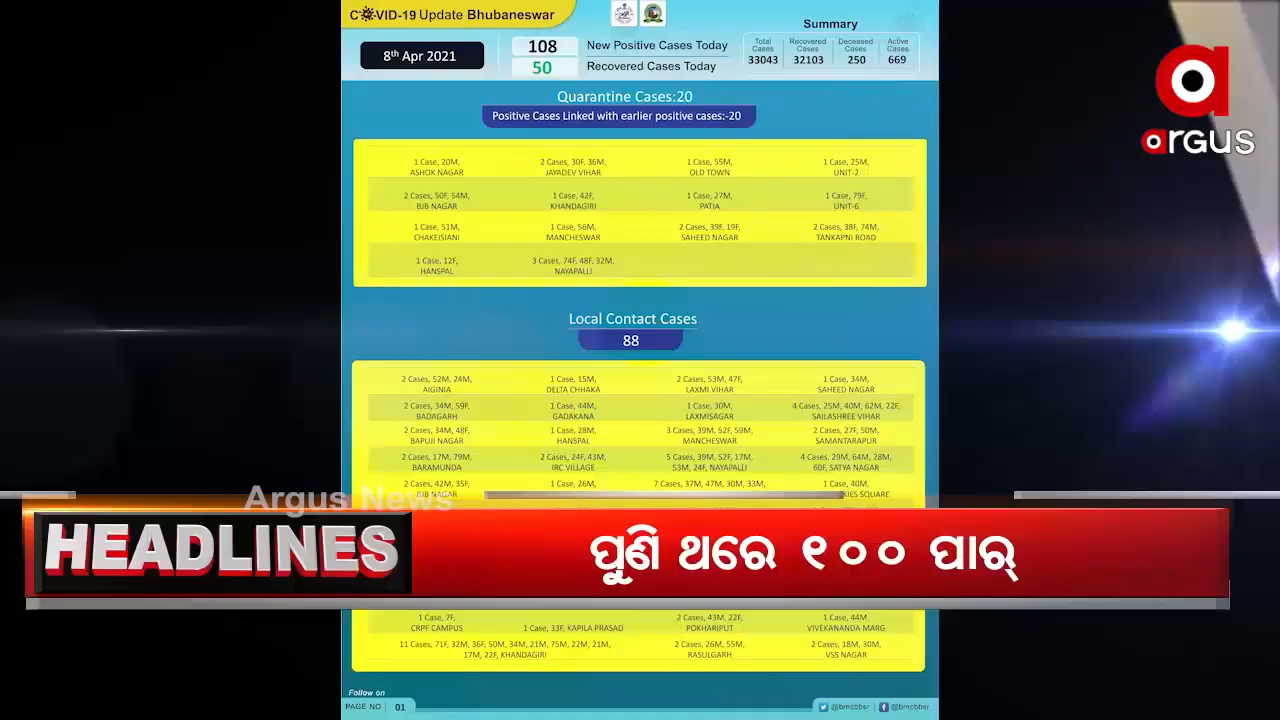 COVID-19 Update Bhubaneswar
Summary
8th Apr 2021
108 New Positive Cases Today
50 Recovered Cases Today
Total Cases 33043
Recovered Cases 32103
Deceased Cases 250
Active Cases 669
argus
Quarantine Cases:20
Positive Cases Linked with earlier positive cases:-20
1 Case, 20M, 2 Cases, 30F, 36M, 1 Case, 55M, 1 Case, 25M,
ASHOK NAGAR JAYADEV VIHAR OLD TOWN UNIT-2
2 Cases, 50F, 54M, 1 Case, 42F, 1 Case, 27M, 1 Case, 79F,
BJB NAGAR KHANDAGIRI PATIA UNIT-6
1 Case, 51M, 1 Case, 56M, 2 Cases, 39F, 19F, 2 Cases, 38F, 74M,
CHAKEISIANI MANCHESWAR SAHEED NAGAR TANKAPNI ROAD
1 Case, 12F, 3 Cases, 74F, 48F, 32M,
HANSPAL NAYAPALLI
Local Contact Cases
88
2 Cases, 52M, 24M, 1 Case, 15M, 2 Cases, 53M, 47F, 1 Case, 34M,
AIGINIA DELTA CHHAKA LAXMI VIHAR SAHEED NAGAR
2 Cases, 34M, 59F, 1 Case, 44M, 1 Case, 30M, 4 Cases, 25M, 40M, 62M, 22F,
BADAGARH GADAKANA LAXMISAGAR SAILASHREE VIHAR
2 Cases, 34M, 48F, 1 Case, 28M, 3 Cases, 39M, 52F, 59M, 2 Cases, 27F, 50M,
BAPUJI NAGAR HANSPAL MANCHESWAR SAMANTARAPUR
2 Cases, 17M, 79M, 2 Cases, 24F, 43M, 5 Cases, 39M, 52F, 17M, 4 Cases, 29M, 64M, 28M,
BARAMUNDA IRC VILLAGE 53M, 24F, NAYAPALLI 60F, SATYA NAGAR
2 Cases, 42M, 35F, 1 Case, 26M, 7 Cases, 37M, 47M, 30M, 33M, 1 Case, 40M,
BJB NAGAR KIES SQUARE
Argus News
HEADLINES
ପୁଣି ଥରେ ୧୦୦ ପାର୍
1 Case, 7F, 2 Cases, 43M, 22F, 1 Case, 44M,
CRPF CAMPUS 1 Case, 33F, KAPILA PRASAD POKHARIPUT VIVEKANANDA MARG
11 Cases, 71F, 32M, 36F, 50M, 34M, 21M, 75M, 22M, 21M, 2 Cases, 26M, 55M, 2 Cases, 18M, 30M,
17M, 22F, KHANDAGIRI RASULGARH VSS NAGAR
Follow on
PAGE NO 01
@bmcbbsr @bmcbbsr